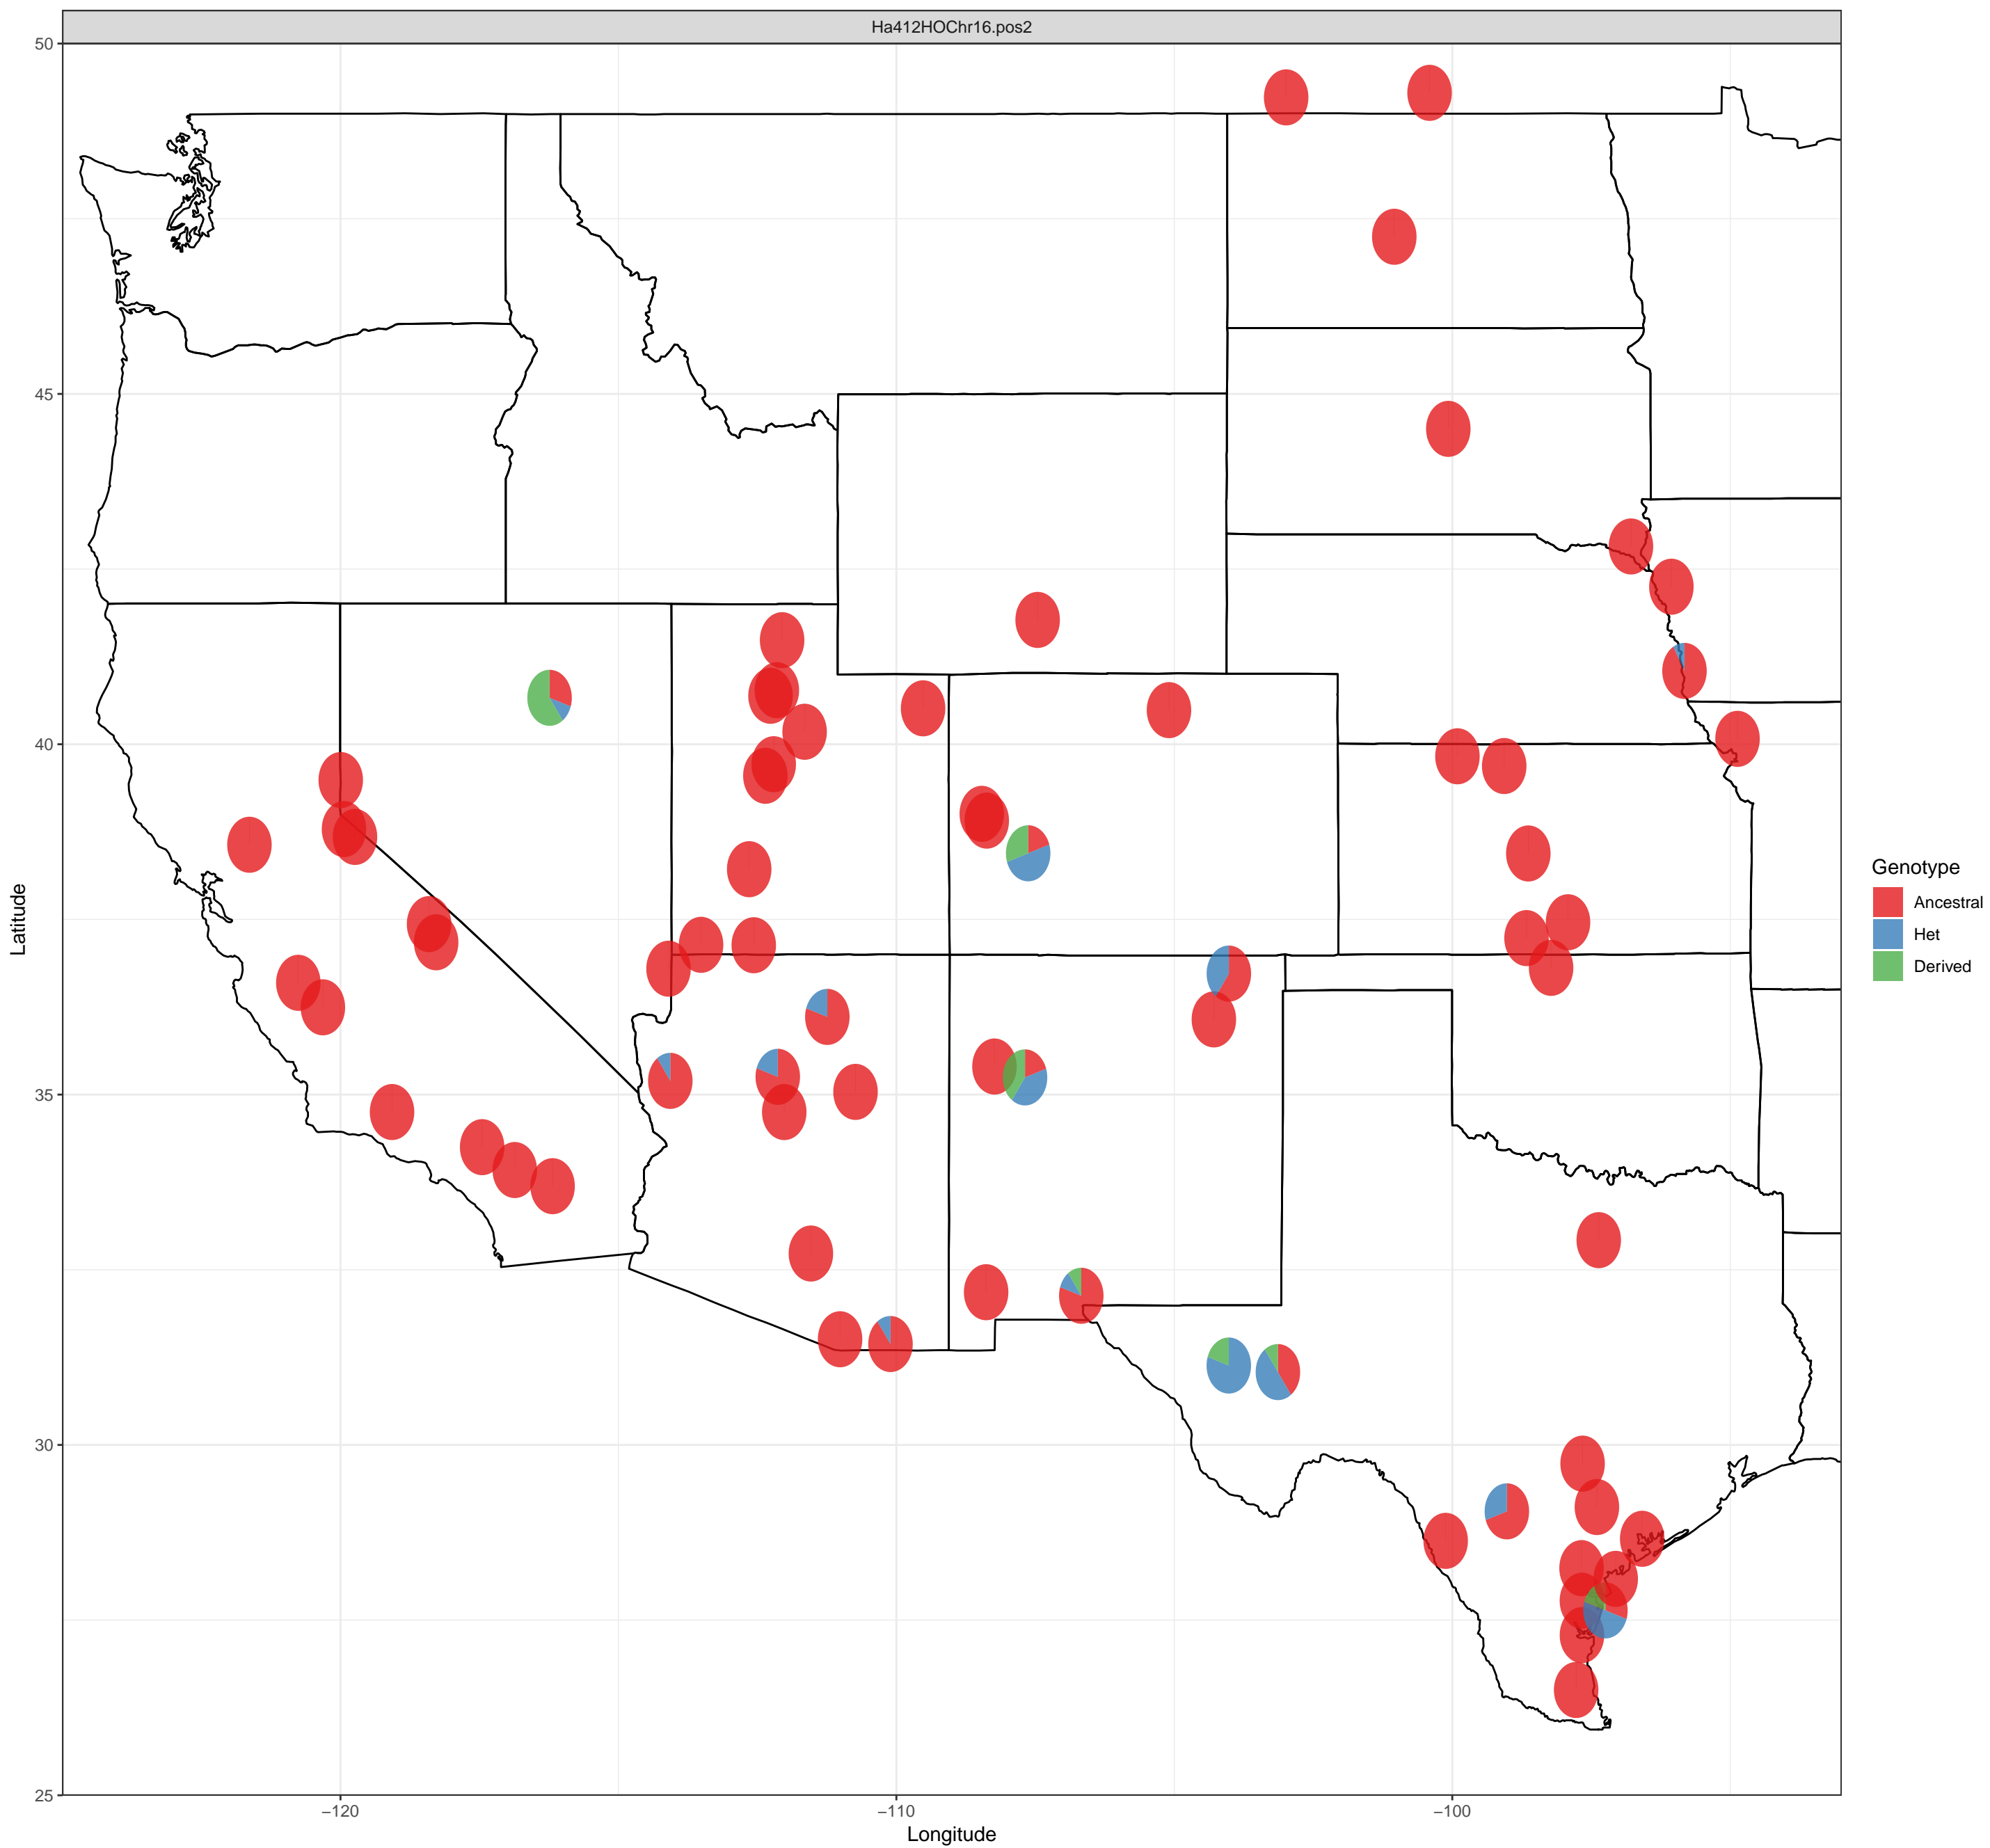 Ha412HOChr16.pos2
50
45
40
35
30
25
Latitude
−120
−110
−100
Longitude
Genotype
Ancestral
Het
Derived